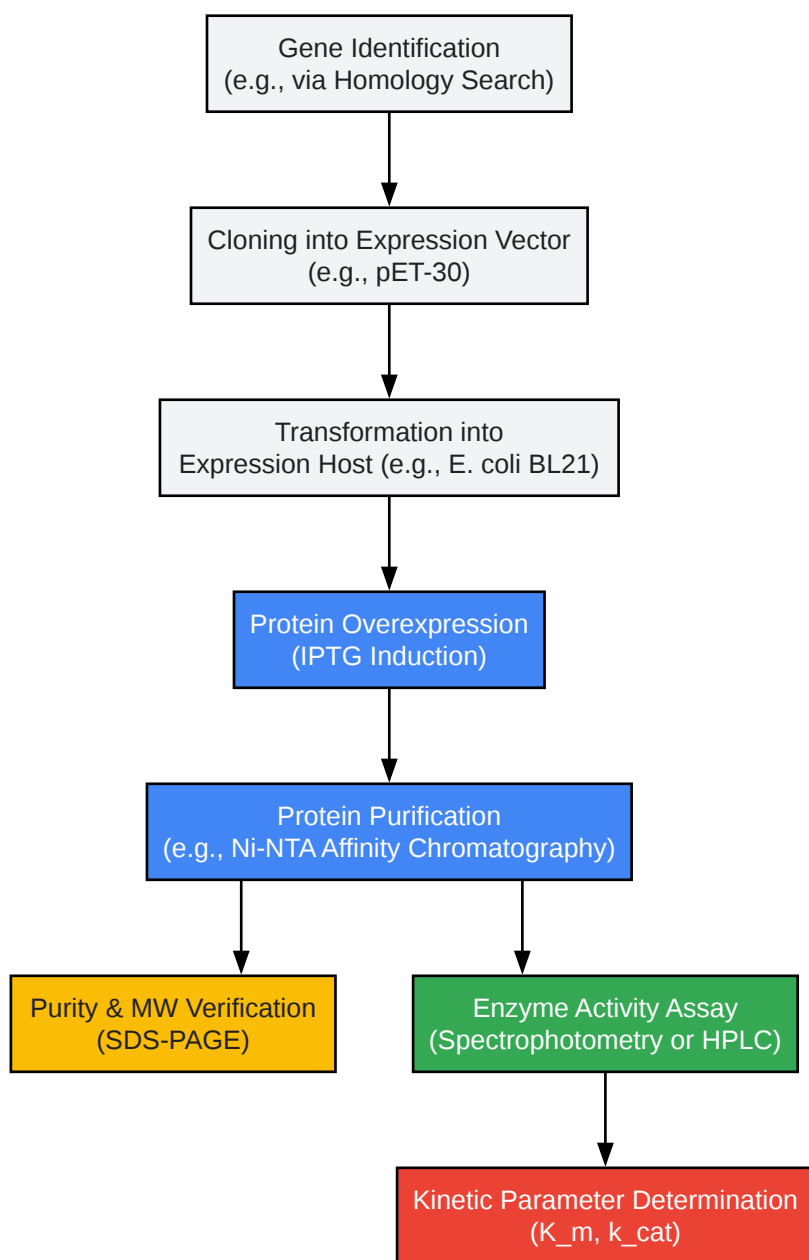 Gene Identification
(e.g., via Homology Search)
Cloning into Expression Vector
(e.g., pET-30)
Transformation into
Expression Host (e.g., E. coli BL21)
Protein Overexpression
(IPTG Induction)
Protein Purification
(e.g., Ni-NTA Affinity Chromatography)
Purity & MW Verification
(SDS-PAGE)
Enzyme Activity Assay
(Spectrophotometry or HPLC)
Kinetic Parameter Determination
(K_m, k_cat)